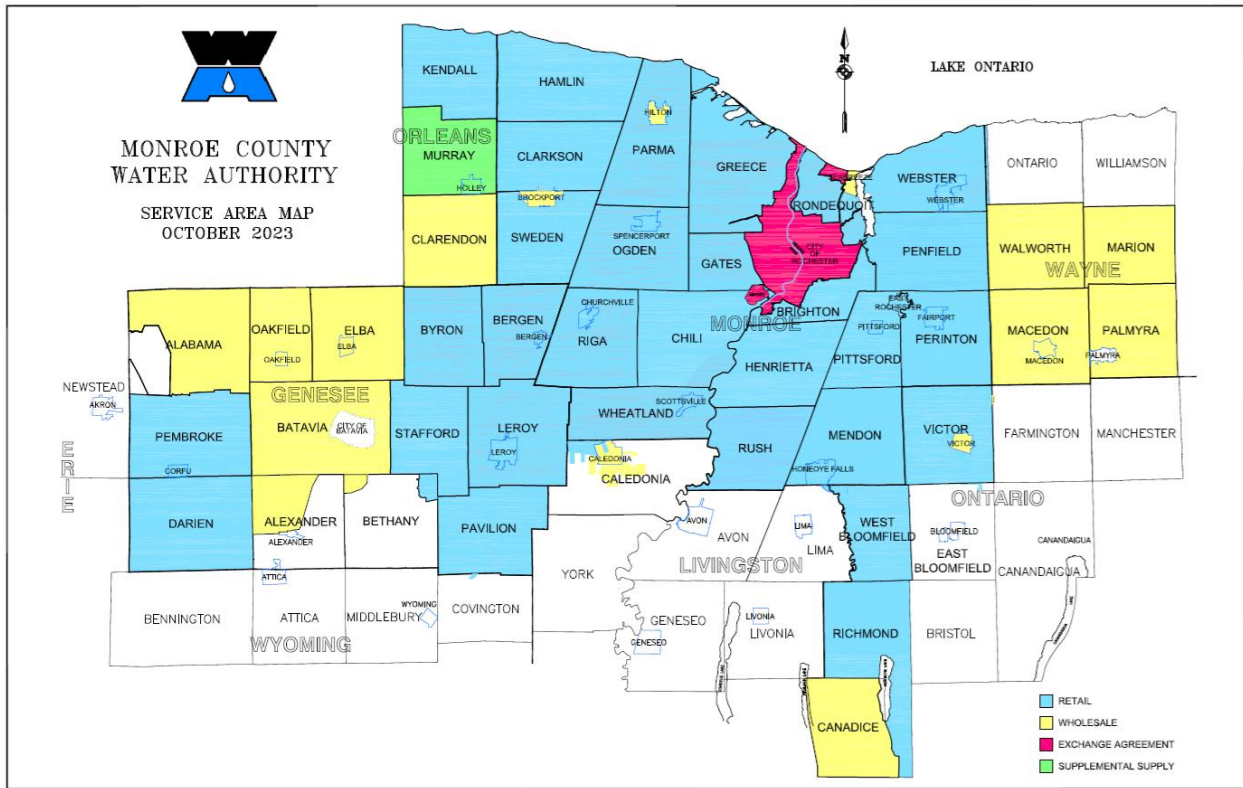 MONROE COUNTY
WATER AUTHORITY
SERVICE AREA MAP
OCTOBER 2023
N
LAKE ONTARIO
KENDALL
HAMLIN
HILTON
ORLEANS
MURRAY
HOLLEY
CLARKSON
PARMA
GREECE
ONTARIO
WILLIAMSON
WEBSTER
WEBSTER
BROCKPORT
CLARENDON
SWEDEN
SPENCERPORT
OGDEN
GATES
CITY
OF
ROCHESTER
PENFIELD
WALWORTH
MARION
WAYNE
ALABAMA
OAKFIELD
OAKFIELD
ELBA
ELBA
BYRON
BERGEN
BERGEN
CHURCHVILLE
RIGA
CHILI
BRIGHTON
MONROE
EAST
ROCHESTER
PITTSFORD
FAIRPORT
PERINTON
MACEDON
MACEDON
PALMYRA
PALMYRA
HENRIETTA
PITTSFORD
NEWSTEAD
AKRON
GENESEE
BATAVIA
CITY OF
BATAVIA
STAFFORD
LEROY
LEROY
WHEATLAND
SCOTTSVILLE
PEMBROKE
CORFU
CALEDONIA
CALEDONIA
RUSH
MENDON
HONEOYE FALLS
VICTOR
VICTOR
FARMINGTON
MANCHESTER
ERIE
DARIEN
ALEXANDER
ALEXANDER
BETHANY
PAVILION
AVON
AVON
LIMA
LIMA
WEST
BLOOMFIELD
ONTARIO
BLOOMFIELD
EAST
BLOOMFIELD
CANANDAIGUA
CANANDAIGUA
ATTICA
YORK
LIVINGSTON
BENNINGTON
ATTICA
MIDDLEBURY
WYOMING
COVINGTON
WYOMING
GENESEO
GENESEO
LIVONIA
LIVONIA
RICHMOND
BRISTOL
CANADICE
RETAIL
WHOLESALE
EXCHANGE AGREEMENT
SUPPLEMENTAL SUPPLY